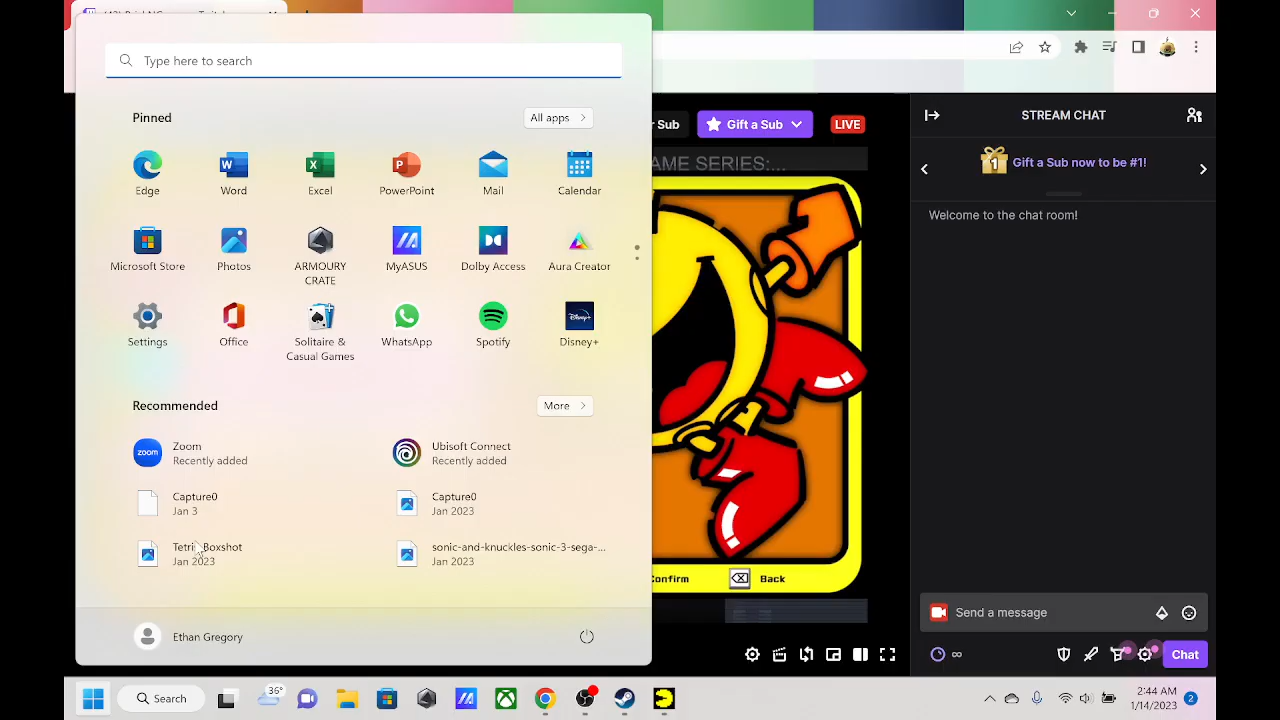 Type here to search
Pinned
All apps
Edge
Word
Excel
PowerPoint
Mail
Calendar
Microsoft Store
Photos
ARMOURY
CRATE
MyASUS
Dolby Access
Aura Creator
Settings
Office
Solitaire &
Casual Games
WhatsApp
Spotify
Disney+
Recommended
More
Zoom
Recently added
Ubisoft Connect
Recently added
Capture0
Jan 3
Capture0
Jan 2023
Jan 2023
sonic-and-knuckles-sonic-3-sega-...
Jan 2023
Ethan Gregory
r Sub
Gift a Sub
LIVE
AME SERIES:...
Confirm
Back
STREAM CHAT
1
Gift a Sub now to be #1!
Welcome to the chat room!
Send a message
∞
Chat
Search
36°
2:44 AM
1/14/2023
2